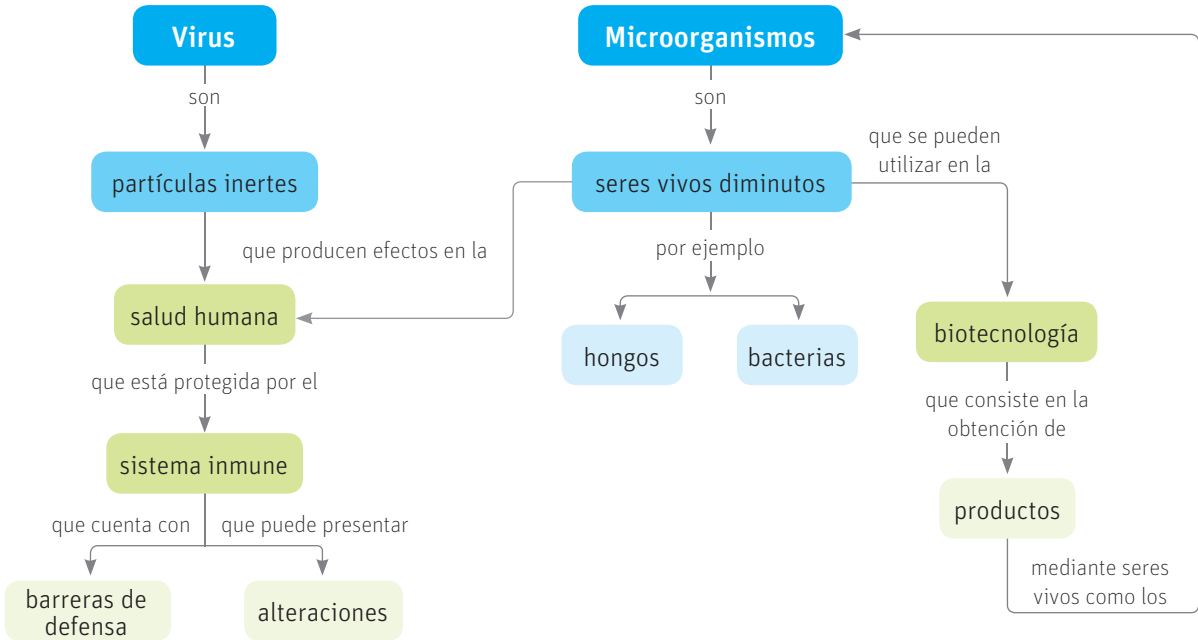 Virus
son
partículas inertes
que producen efectos en la
salud humana
que está protegida por el
sistema inmune
que cuenta con
que puede presentar
barreras de
defensa
alteraciones
Microorganismos
son
seres vivos diminutos
por ejemplo
hongos
bacterias
que se pueden
utilizar en la
biotecnología
que consiste en la
obtención de
productos
mediante seres
vivos como los